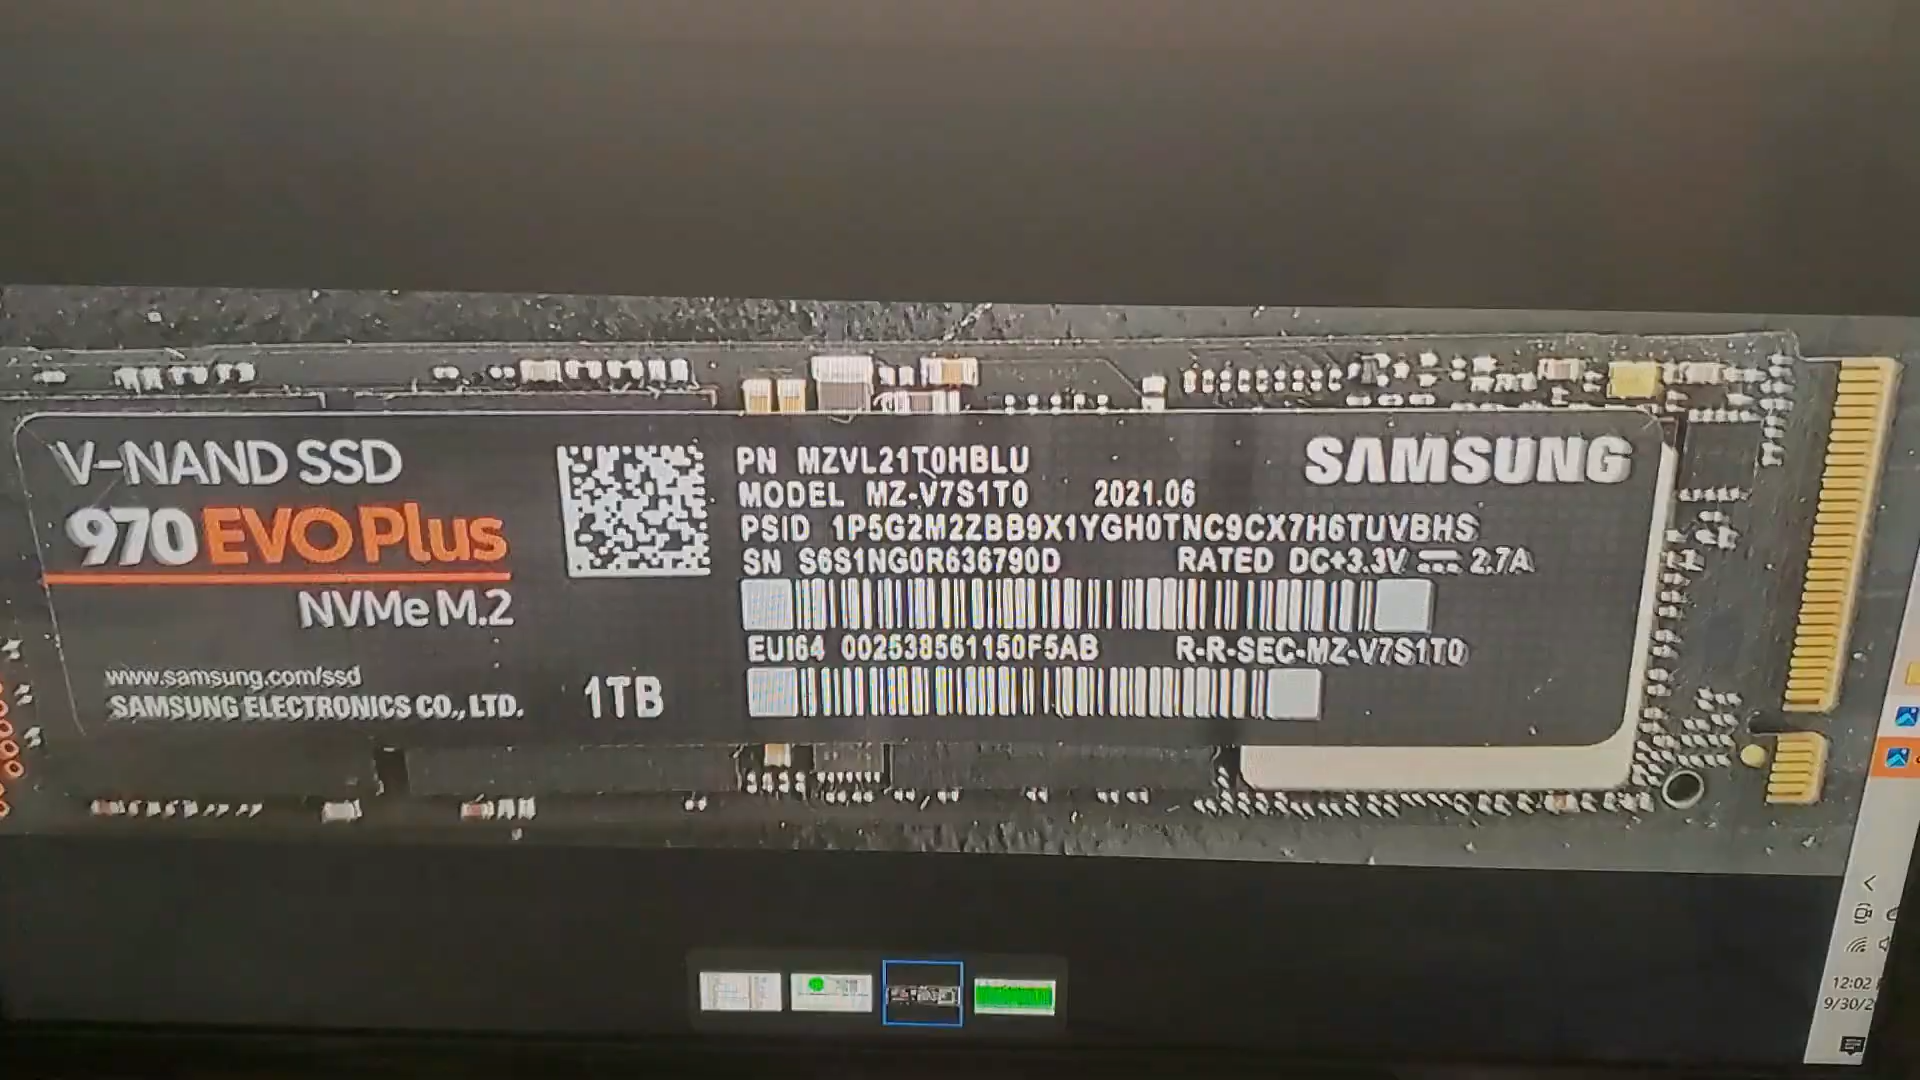 V-NAND SSD
970 EVO Plus
NVMe M.2
www.samsung.com/ssd
SAMSUNG ELECTRONICS CO., LTD.
1TB
PN MZVL21T0HBLU
MODEL MZ-V7S1T0 2021.06
PSID 1P5G2M2ZBB9X1YGH0TNC9CX7H6TUVBHS
SN S6S1NG0R636790D RATED DC+3.3V ⎓ 2.7A
EUI64 002538561150F5AB R-R-SEC-MZ-V7S1T0
SAMSUNG
12:02
9/30/2